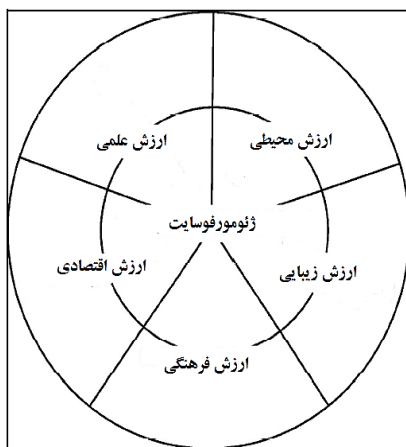 ارزش محیطی
ارزش علمی
ژئومورفوسایت
ارزش زیبایی
ارزش اقتصادی
ارزش فرهنگی